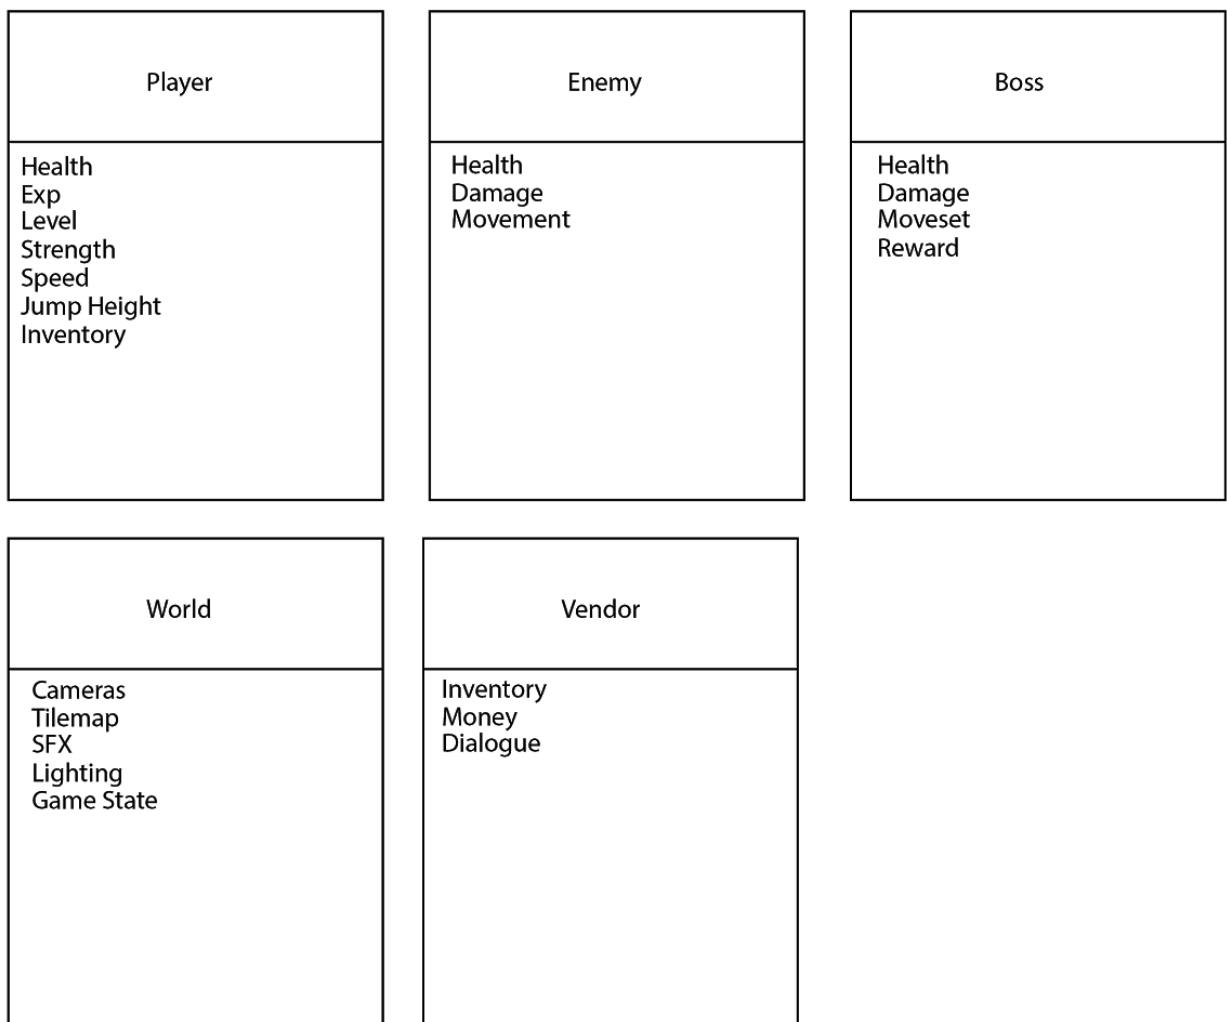 Player
Health
Exp
Level
Strength
Speed
Jump Height
Inventory
Enemy
Health
Damage
Movement
Boss
Health
Damage
Moveset
Reward
World
Cameras
Tilemap
SFX
Lighting
Game State
Vendor
Inventory
Money
Dialogue